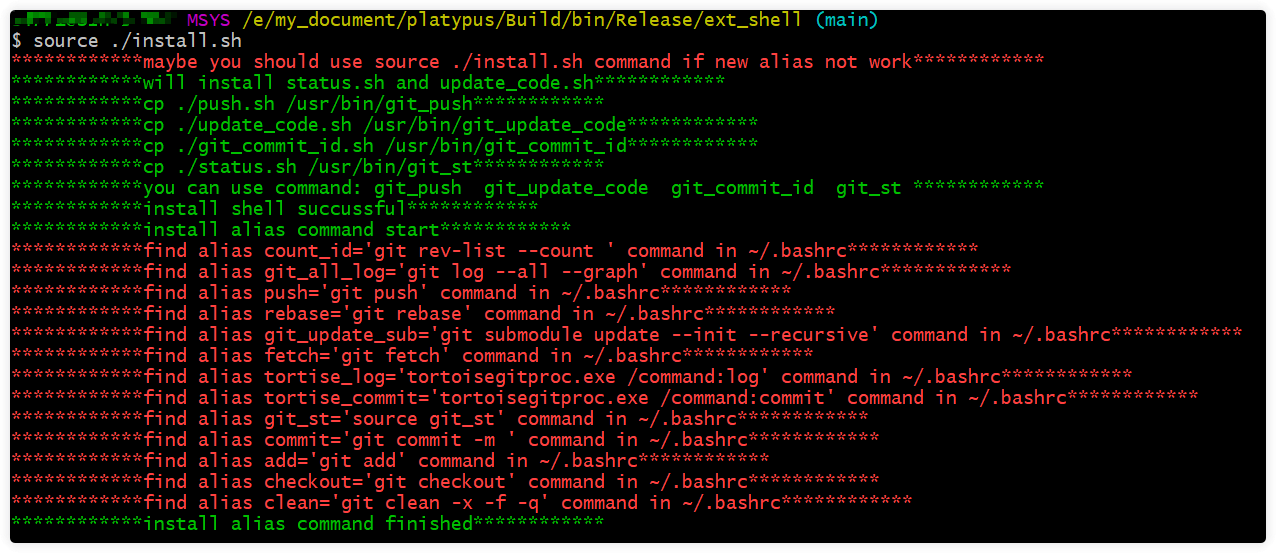 MSYS /e/my_document/platypus/Build/bin/Release/ext_shell (main)
$ source ./install.sh
************maybe you should use source ./install.sh command if new alias not work************
************will install status.sh and update_code.sh************
************cp ./push.sh /usr/bin/git_push************
************cp ./update_code.sh /usr/bin/git_update_code************
************cp ./git_commit_id.sh /usr/bin/git_commit_id************
************cp ./status.sh /usr/bin/git_st************
************you can use command: git_push  git_update_code  git_commit_id  git_st ************
************install shell succussful************
************install alias command start************
************find alias count_id='git rev-list --count ' command in ~/.bashrc************
************find alias git_all_log='git log --all --graph' command in ~/.bashrc************
************find alias push='git push' command in ~/.bashrc************
************find alias rebase='git rebase' command in ~/.bashrc************
************find alias git_update_sub='git submodule update --init --recursive' command in ~/.bashrc************
************find alias fetch='git fetch' command in ~/.bashrc************
************find alias tortise_log='tortoisegitproc.exe /command:log' command in ~/.bashrc************
************find alias tortise_commit='tortoisegitproc.exe /command:commit' command in ~/.bashrc************
************find alias git_st='source git_st' command in ~/.bashrc************
************find alias commit='git commit -m ' command in ~/.bashrc************
************find alias add='git add' command in ~/.bashrc************
************find alias checkout='git checkout' command in ~/.bashrc************
************find alias clean='git clean -x -f -q' command in ~/.bashrc************
************install alias command finished************